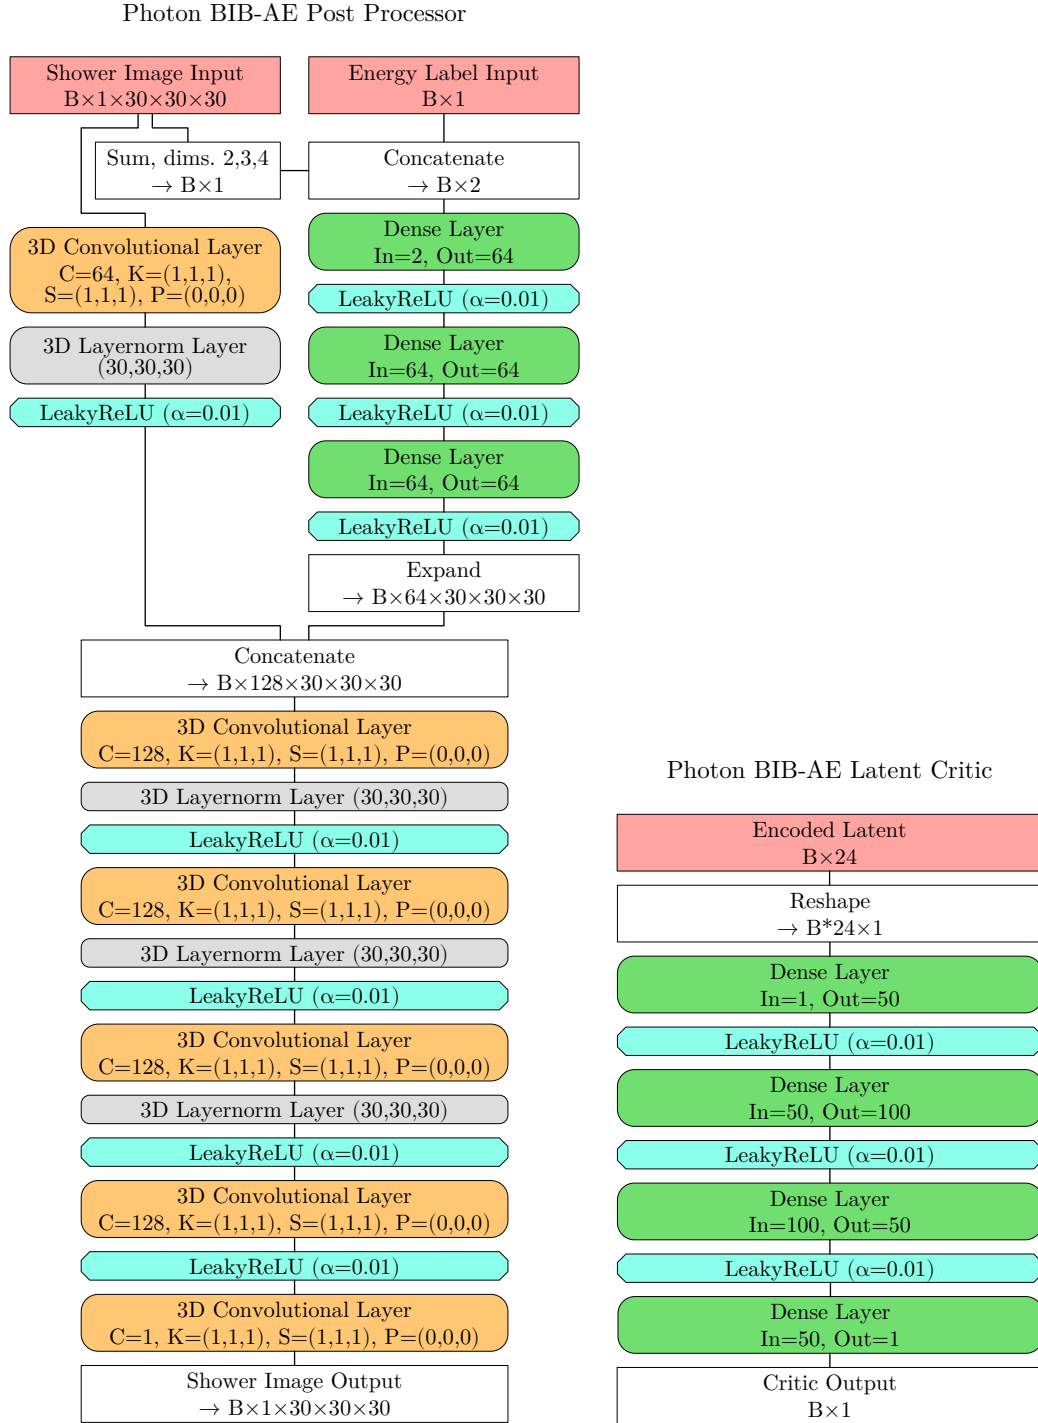 Photon BIB-AE Post Processor
Shower Image Input
B×1×30×30×30
Energy Label Input
B×1
Sum, dims. 2,3,4
→ B×1
Concatenate
→ B×2
3D Convolutional Layer
C=64, K=(1,1,1),
S=(1,1,1), P=(0,0,0)
3D Layernorm Layer
(30,30,30)
LeakyReLU (α=0.01)
Dense Layer
In=2, Out=64
LeakyReLU (α=0.01)
Dense Layer
In=64, Out=64
LeakyReLU (α=0.01)
Dense Layer
In=64, Out=64
LeakyReLU (α=0.01)
Expand
→ B×64×30×30×30
Concatenate
→ B×128×30×30×30
3D Convolutional Layer
C=128, K=(1,1,1), S=(1,1,1), P=(0,0,0)
3D Layernorm Layer (30,30,30)
LeakyReLU (α=0.01)
3D Convolutional Layer
C=128, K=(1,1,1), S=(1,1,1), P=(0,0,0)
3D Layernorm Layer (30,30,30)
LeakyReLU (α=0.01)
3D Convolutional Layer
C=128, K=(1,1,1), S=(1,1,1), P=(0,0,0)
3D Layernorm Layer (30,30,30)
LeakyReLU (α=0.01)
3D Convolutional Layer
C=128, K=(1,1,1), S=(1,1,1), P=(0,0,0)
LeakyReLU (α=0.01)
3D Convolutional Layer
C=1, K=(1,1,1), S=(1,1,1), P=(0,0,0)
Shower Image Output
→ B×1×30×30×30
Photon BIB-AE Latent Critic
Encoded Latent
B×24
Reshape
→ B*24×1
Dense Layer
In=1, Out=50
LeakyReLU (α=0.01)
Dense Layer
In=50, Out=100
LeakyReLU (α=0.01)
Dense Layer
In=100, Out=50
LeakyReLU (α=0.01)
Dense Layer
In=50, Out=1
Critic Output
B×1